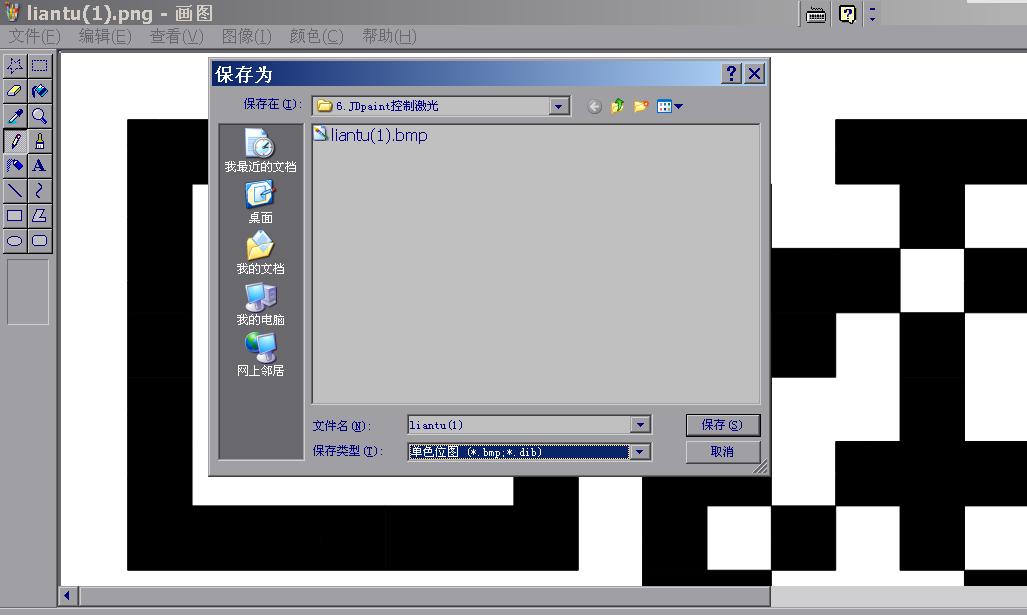 liantu(1).png - 画图
文件(F) 编辑(E) 查看(V) 图像(I) 颜色(C) 帮助(H)
保存为
保存在(I):
6.JDpaint控制激光
我最近的文档
桌面
我的文档
我的电脑
网上邻居
liantu(1).bmp
文件名(N):
liantu(1)
保存(S)
保存类型(T):
单色位图 (*.bmp;*.dib)
取消